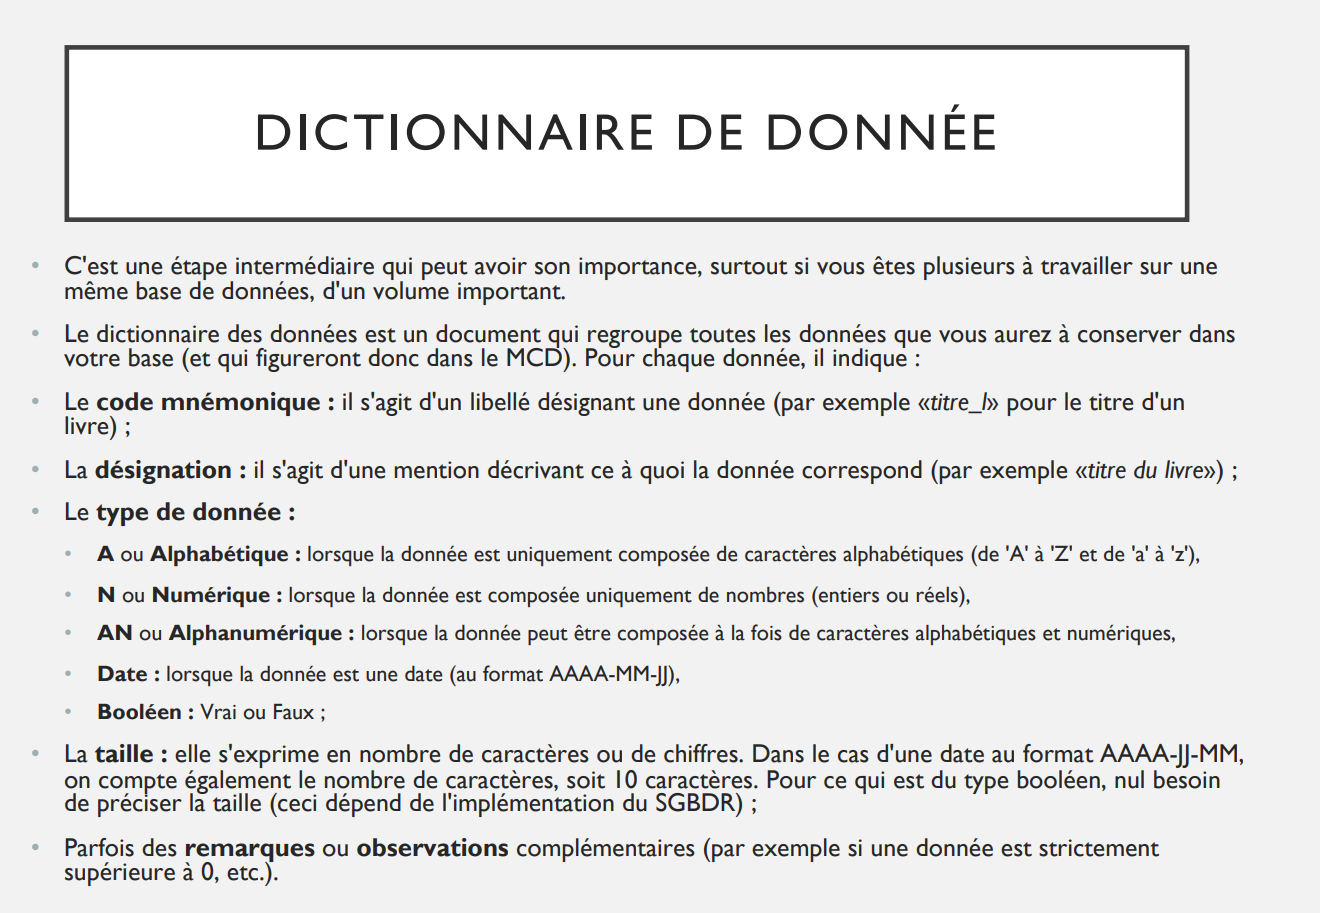 DICTIONNAIRE DE DONNÉE
• C'est une étape intermédiaire qui peut avoir son importance, surtout si vous êtes plusieurs à travailler sur une
même base de données, d'un volume important.
• Le dictionnaire des données est un document qui regroupe toutes les données que vous aurez à conserver dans
votre base (et qui figureront donc dans le MCD). Pour chaque donnée, il indique :
• Le code mnémonique : il s'agit d'un libellé désignant une donnée (par exemple «titre_l» pour le titre d'un
livre) ;
• La désignation : il s'agit d'une mention décrivant ce à quoi la donnée correspond (par exemple «titre du livre») ;
• Le type de donnée :
• A ou Alphabétique : lorsque la donnée est uniquement composée de caractères alphabétiques (de 'A' à 'Z' et de 'a' à 'z'),
• N ou Numérique : lorsque la donnée est composée uniquement de nombres (entiers ou réels),
• AN ou Alphanumérique : lorsque la donnée peut être composée à la fois de caractères alphabétiques et numériques,
• Date : lorsque la donnée est une date (au format AAAA-MM-JJ),
• Booléen : Vrai ou Faux ;
• La taille : elle s'exprime en nombre de caractères ou de chiffres. Dans le cas d'une date au format AAAA-JJ-MM,
on compte également le nombre de caractères, soit 10 caractères. Pour ce qui est du type booléen, nul besoin
de préciser la taille (ceci dépend de l'implémentation du SGBDR) ;
• Parfois des remarques ou observations complémentaires (par exemple si une donnée est strictement
supérieure à 0, etc.).